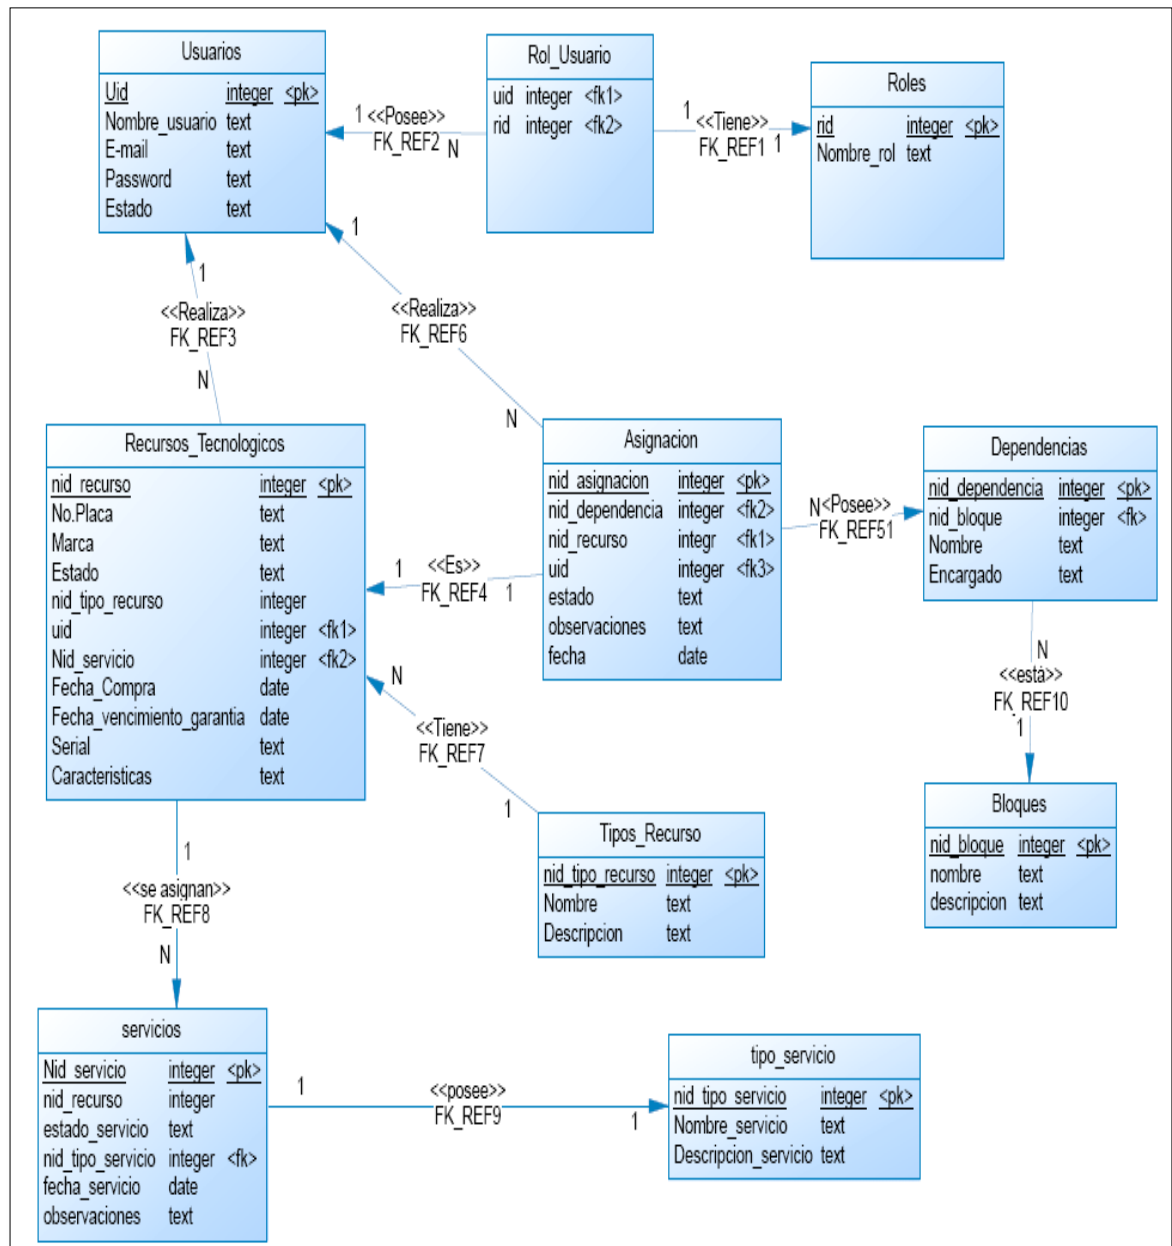 Usuarios
Uid integer <pk>
Nombre_usuario text
E-mail text
Password text
Estado text
1 <<Posee>>
FK_REF2 N
Rol_Usuario
uid integer <fk1>
rid integer <fk2>
1 <<Tiene>>
FK_REF1 1
Roles
rid integer <pk>
Nombre_rol text
1
<<Realiza>>
FK_REF3
N
1
<<Realiza>>
FK_REF6
N
Recursos_Tecnologicos
nid_recurso integer <pk>
No.Placa text
Marca text
Estado text
nid_tipo_recurso integer
uid integer <fk1>
Nid_servicio integer <fk2>
Fecha_Compra date
Fecha_vencimiento_garantia date
Serial text
Caracteristicas text
<<Es>>
1 FK_REF4 1
Asignacion
nid_asignacion integer <pk>
nid_dependencia integer <fk2>
nid_recurso integr <fk1>
uid integer <fk3>
estado text
observaciones text
fecha date
N<Posee>>
FK_REF51
Dependencias
nid_dependencia integer <pk>
nid_bloque integer <fk>
Nombre text
Encargado text
N
<<está>>
FK_REF10
1
N
<<Tiene>>
FK_REF7
1
Tipos_Recurso
nid_tipo_recurso integer <pk>
Nombre text
Descripcion text
Bloques
nid_bloque integer <pk>
nombre text
descripcion text
1
<<se asignan>>
FK_REF8
N
servicios
Nid_servicio integer <pk>
nid_recurso integer
estado_servicio text
nid_tipo_servicio integer <fk>
fecha_servicio date
observaciones text
1 <<posee>>
FK_REF9 1
tipo_servicio
nid_tipo_servicio integer <pk>
Nombre_servicio text
Descripcion_servicio text